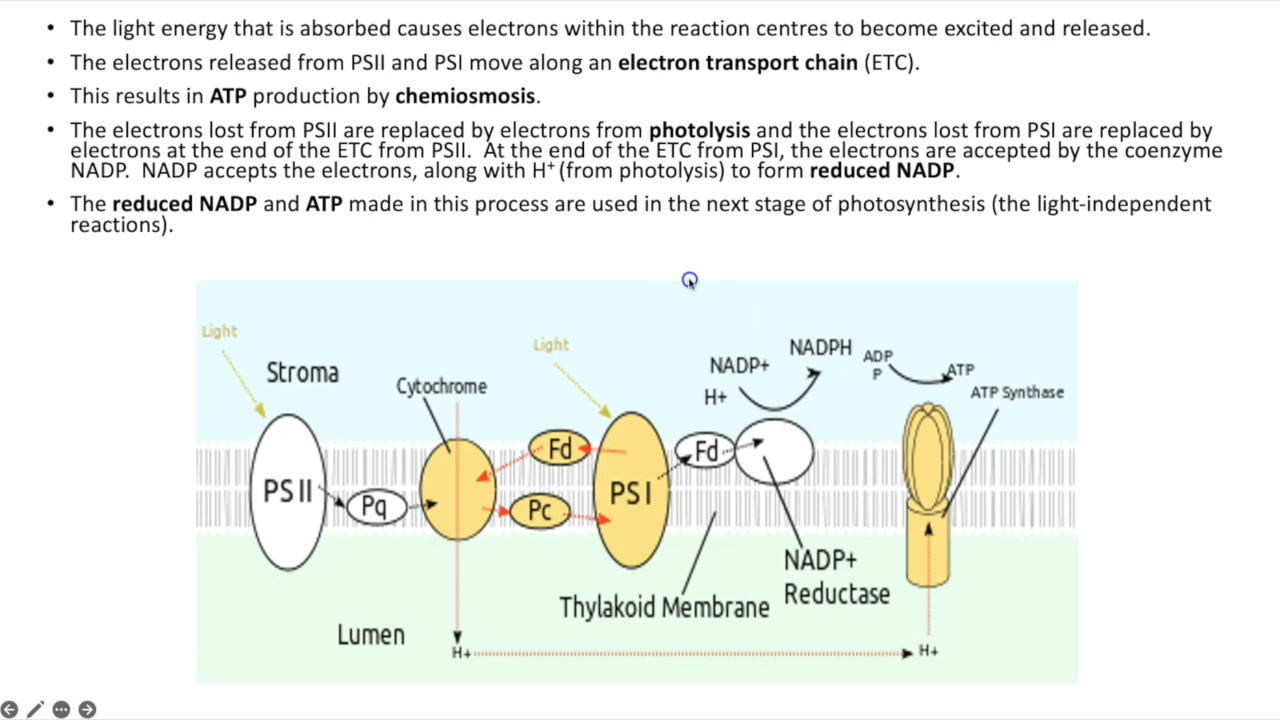 • The light energy that is absorbed causes electrons within the reaction centres to become excited and released.
• The electrons released from PSII and PSI move along an electron transport chain (ETC).
• This results in ATP production by chemiosmosis.
• The electrons lost from PSII are replaced by electrons from photolysis and the electrons lost from PSI are replaced by
electrons at the end of the ETC from PSII. At the end of the ETC from PSI, the electrons are accepted by the coenzyme
NADP. NADP accepts the electrons, along with H⁺ (from photolysis) to form reduced NADP.
• The reduced NADP and ATP made in this process are used in the next stage of photosynthesis (the light-independent
reactions).
Light
Stroma
Cytochrome
Light
NADP+
H+
NADPH
ADP
P
ATP
ATP Synthase
PS II
Pq
Fd
Pc
PS I
Fd
NADP+
Reductase
Thylakoid Membrane
Lumen
H+
H+